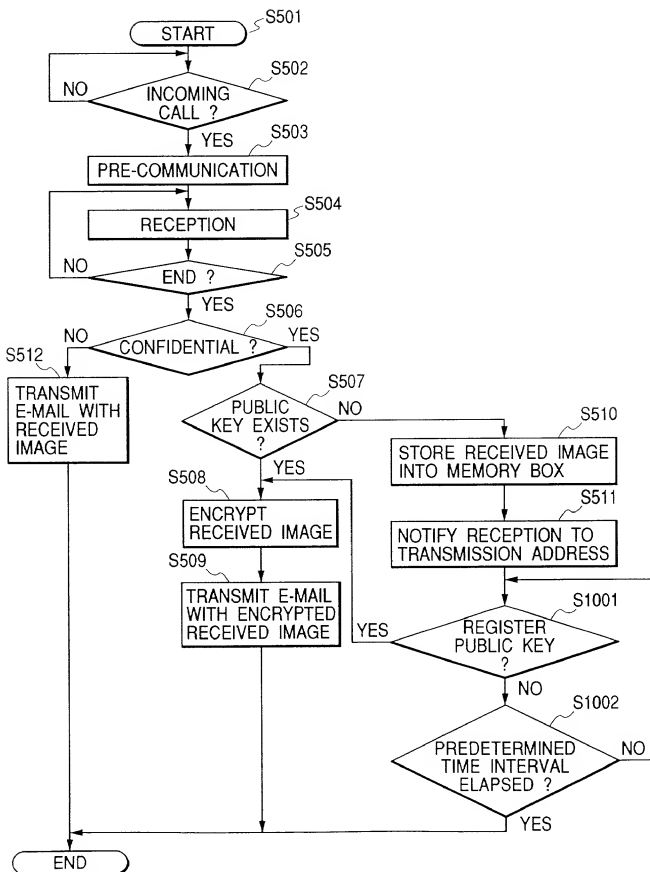 START
S501
S502
NO
INCOMING
CALL ?
YES
S503
PRE-COMMUNICATION
RECEPTION
S504
S505
NO
END ?
YES
S506
NO
CONFIDENTIAL ?
YES
S512
TRANSMIT
E-MAIL WITH
RECEIVED
IMAGE
S507
PUBLIC
KEY EXISTS
?
NO
YES
S510
STORE RECEIVED IMAGE
INTO MEMORY BOX
S508
ENCRYPT
RECEIVED IMAGE
S511
NOTIFY RECEPTION TO
TRANSMISSION ADDRESS
S509
TRANSMIT E-MAIL
WITH ENCRYPTED
RECEIVED IMAGE
S1001
YES
REGISTER
PUBLIC KEY
?
NO
S1002
PREDETERMINED
TIME INTERVAL
ELAPSED ?
NO
YES
END